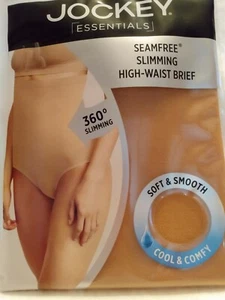 JOCKEY
ESSENTIALS
SEAMFREE®
SLIMMING
HIGH-WAIST BRIEF
360°
SLIMMING
SOFT & SMOOTH
COOL & COMFY